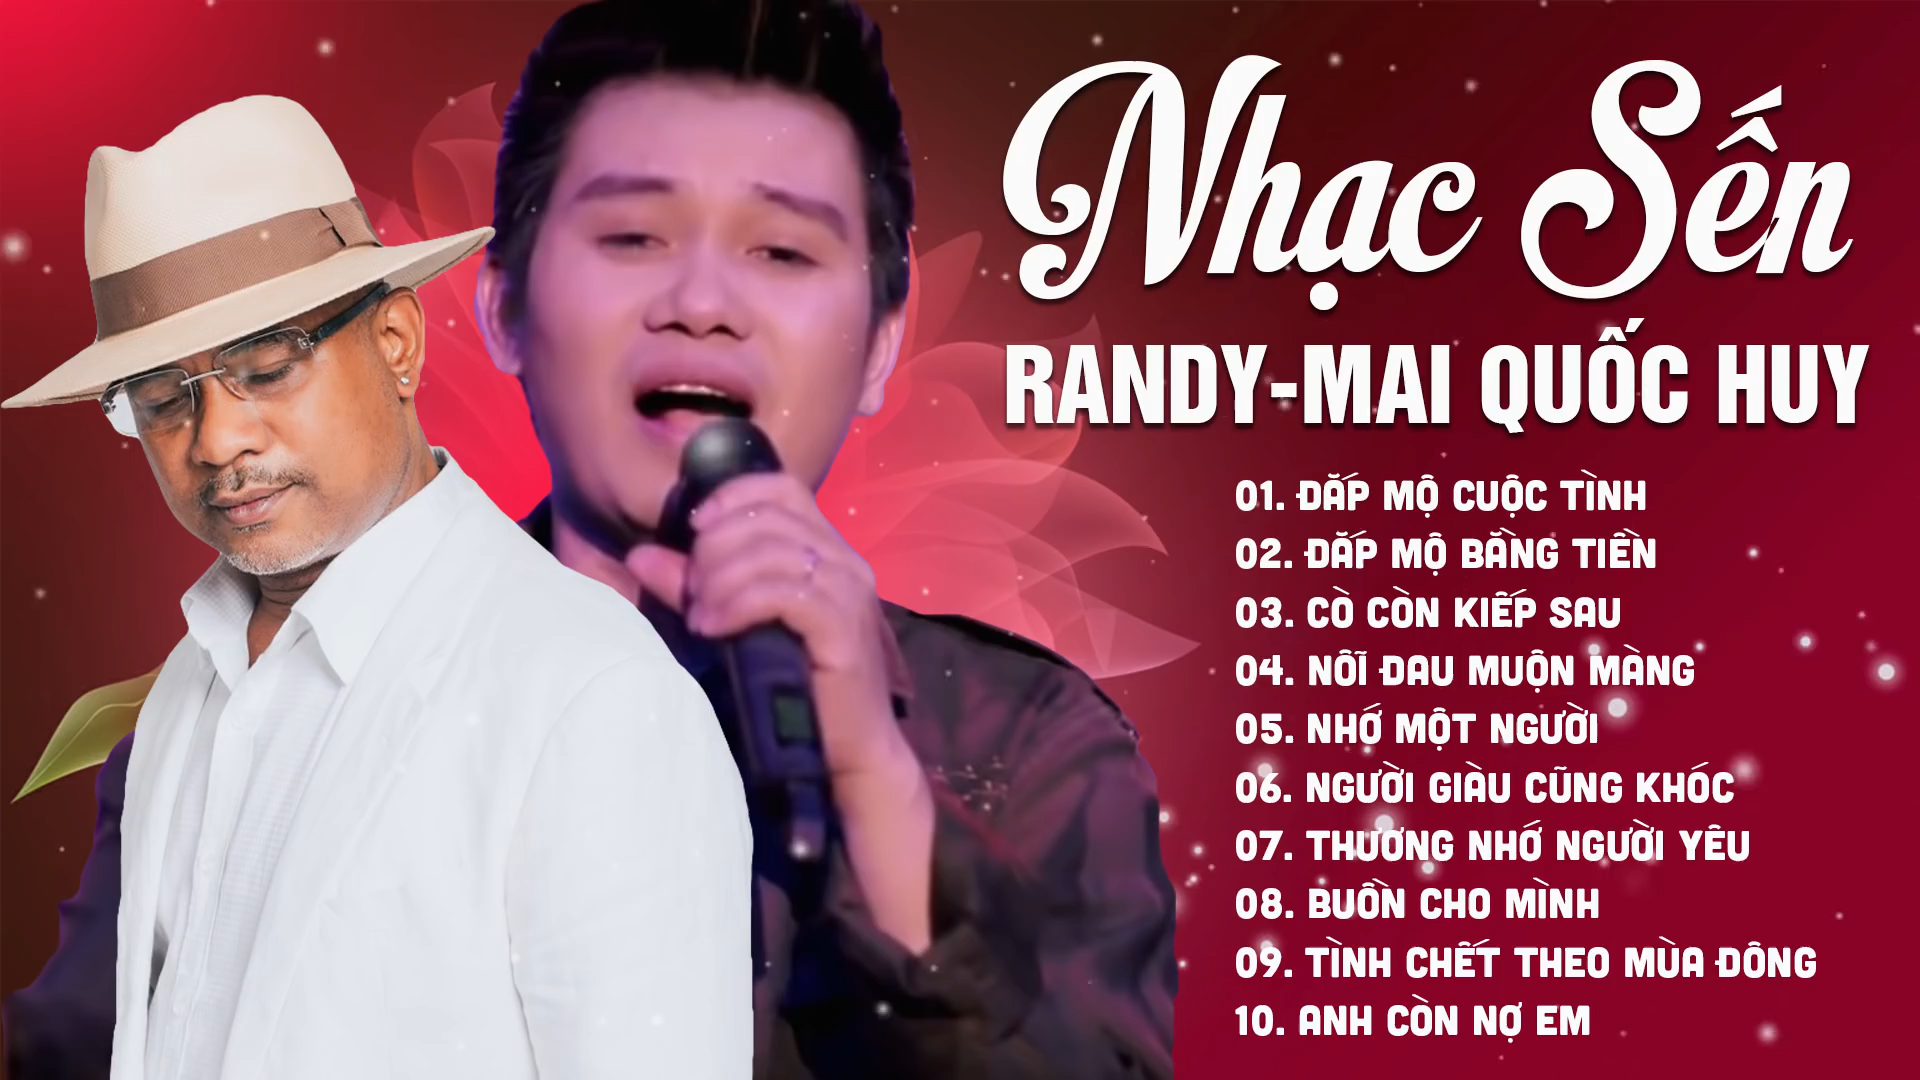 Nhạc Sến
RANDY-MAI QUỐC HUY
01. ĐẮP MỘ CUỘC TÌNH
02. ĐẮP MỘ BẰNG TIỀN
03. CÒ CÒN KIẾP SAU
04. NỖI ĐAU MUỘN MÀNG
05. NHỚ MỘT NGƯỜI
06. NGƯỜI GIÀU CŨNG KHÓC
07. THƯƠNG NHỚ NGƯỜI YÊU
08. BUỒN CHO MÌNH
09. TÌNH CHẾT THEO MÙA ĐÔNG
10. ANH CÒN NỢ EM